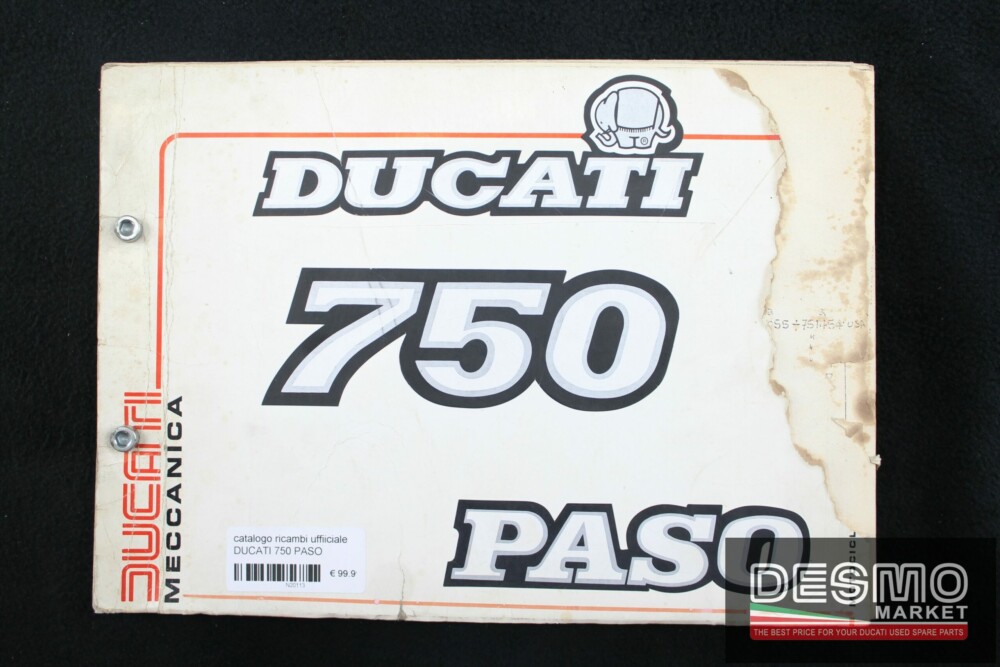 DUCATI
750
PASO
DUCATI
MECCANICA
catalogo ricambi uffiiciale
DUCATI 750 PASO
€ 99.9
DESMO
MARKET
THE BEST PRICE FOR YOUR DUCATI USED SPARE PARTS